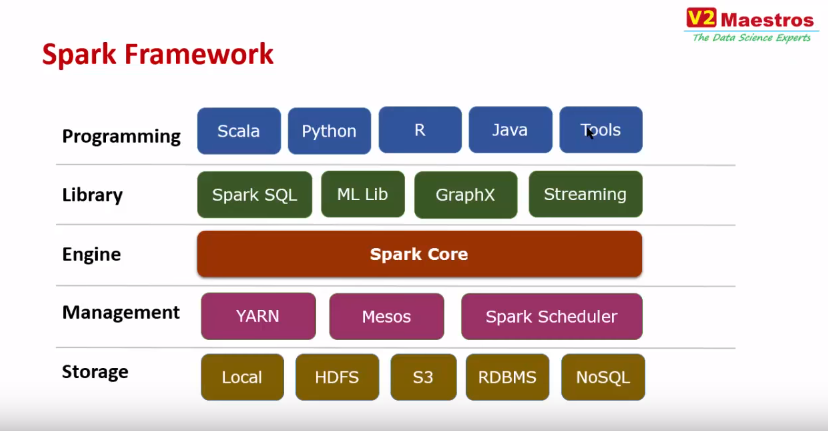 V2 Maestros
The Data Science Experts
Spark Framework
Programming Scala Python R Java Tools
Library Spark SQL ML Lib GraphX Streaming
Engine Spark Core
Management YARN Mesos Spark Scheduler
Storage Local HDFS S3 RDBMS NoSQL